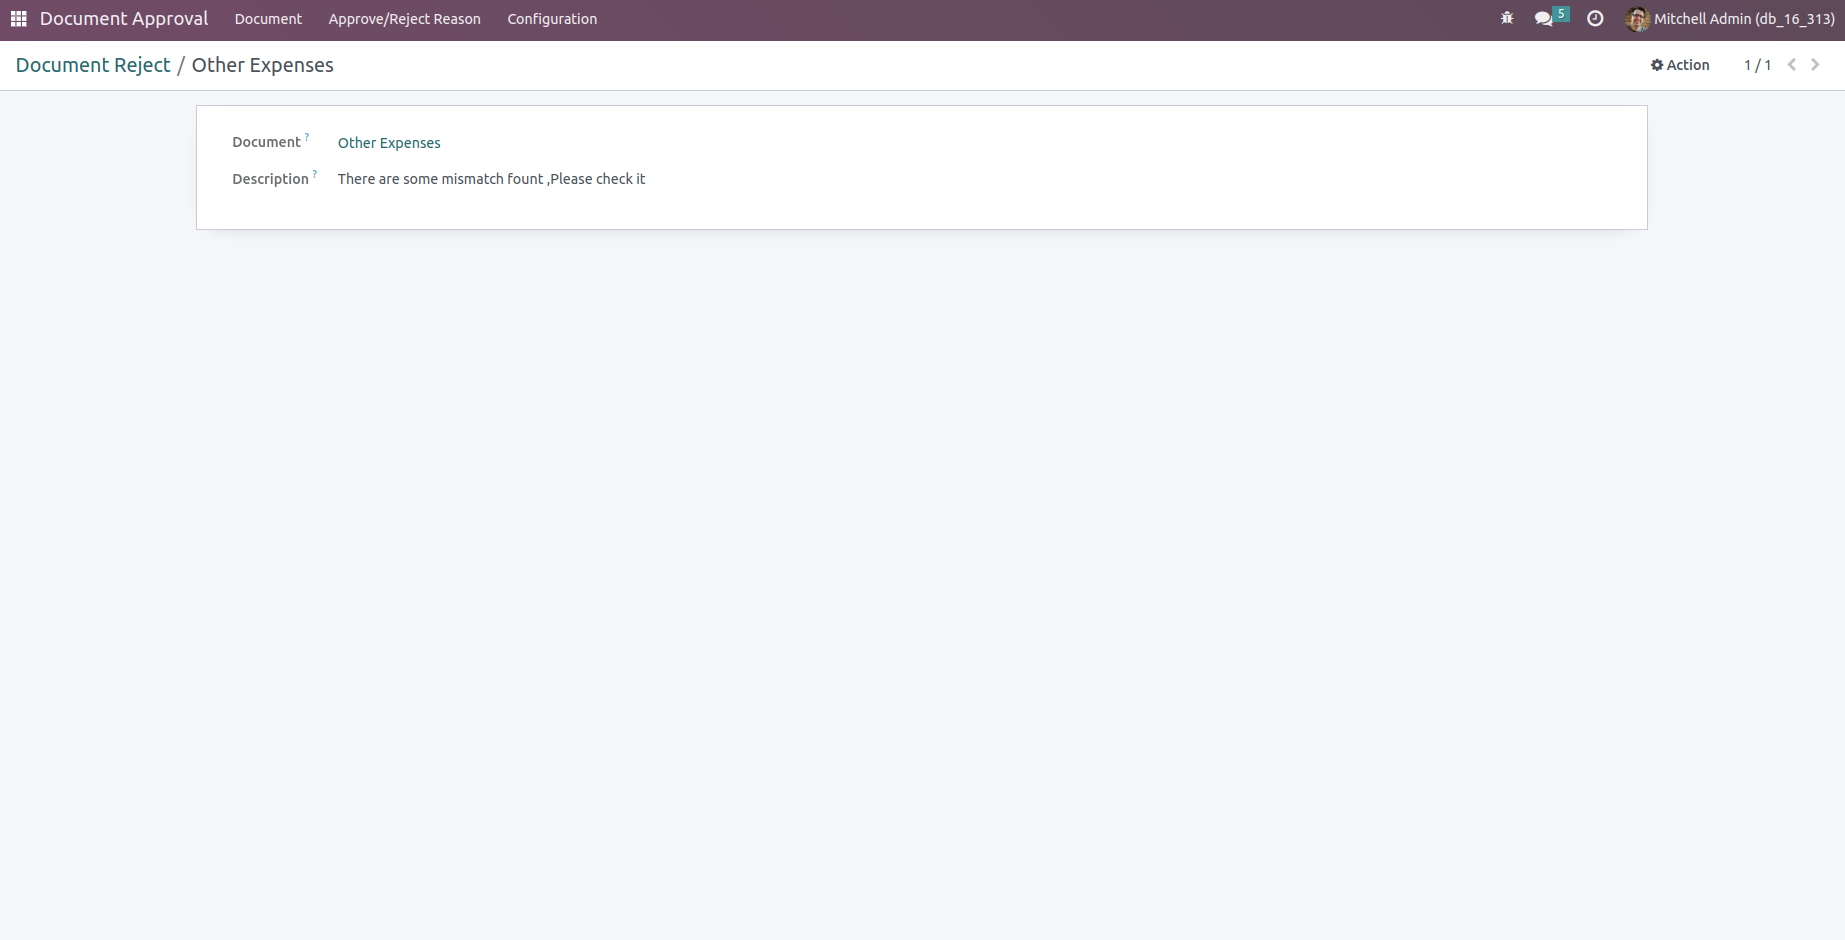 Document Approval Document Approve/Reject Reason Configuration 5 Mitchell Admin (db_16_313)
Document Reject / Other Expenses Action 1 / 1
Document ? Other Expenses
Description ? There are some mismatch fount ,Please check it